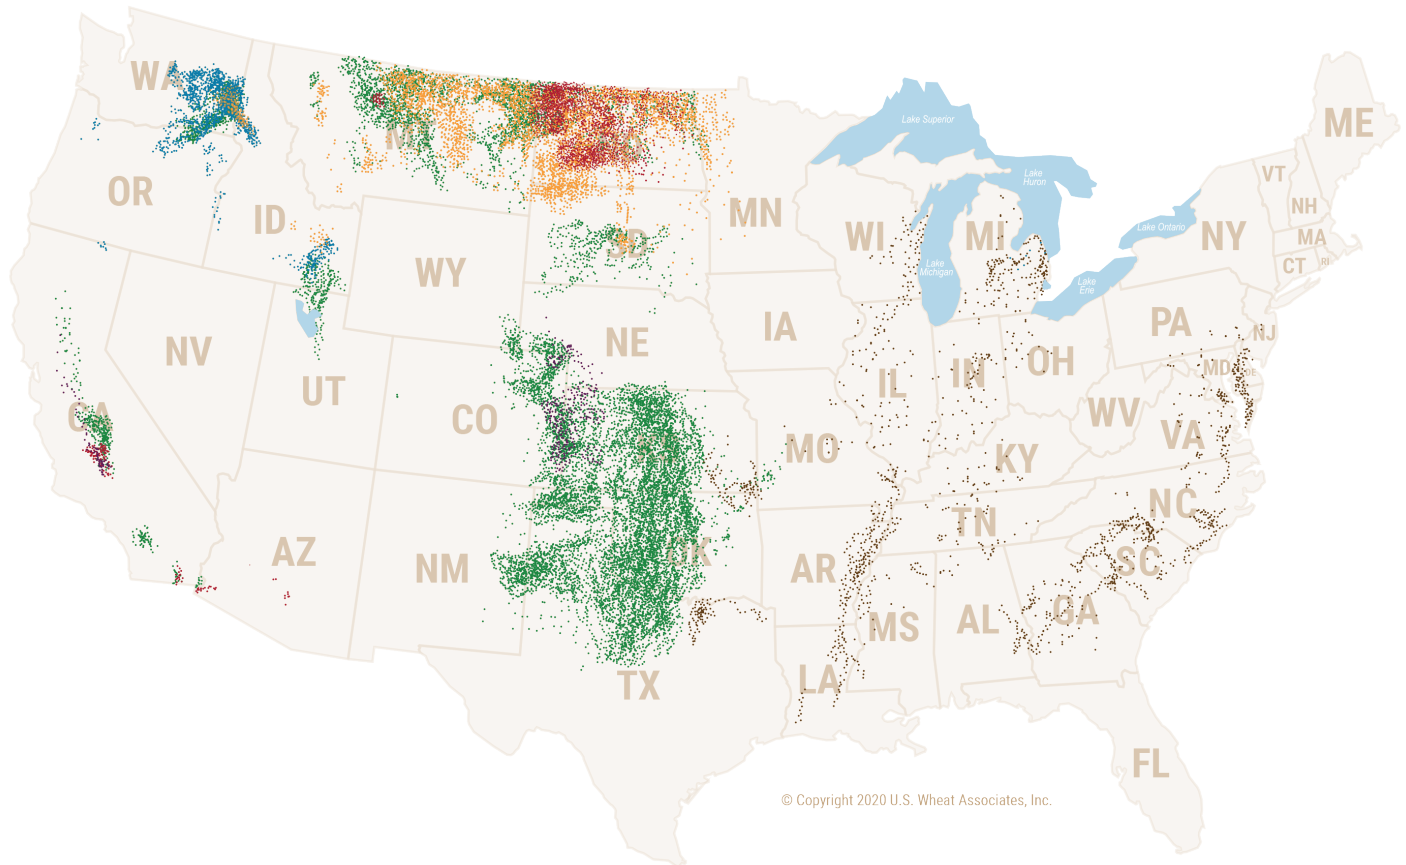 WA
OR
ID
MT
ND
SD
MN
WI
MI
Lake Superior
Lake
Huron
Lake
Michigan
Lake Ontario
Lake
Erie
ME
VT
NH
MA
CT
RI
NY
PA
NJ
MD
DE
WY
NE
IA
IL
IN
OH
WV
VA
NV
UT
CO
MO
KY
CA
AZ
NM
OK
AR
TN
NC
SC
GA
MS
AL
LA
TX
FL
© Copyright 2020 U.S. Wheat Associates, Inc.